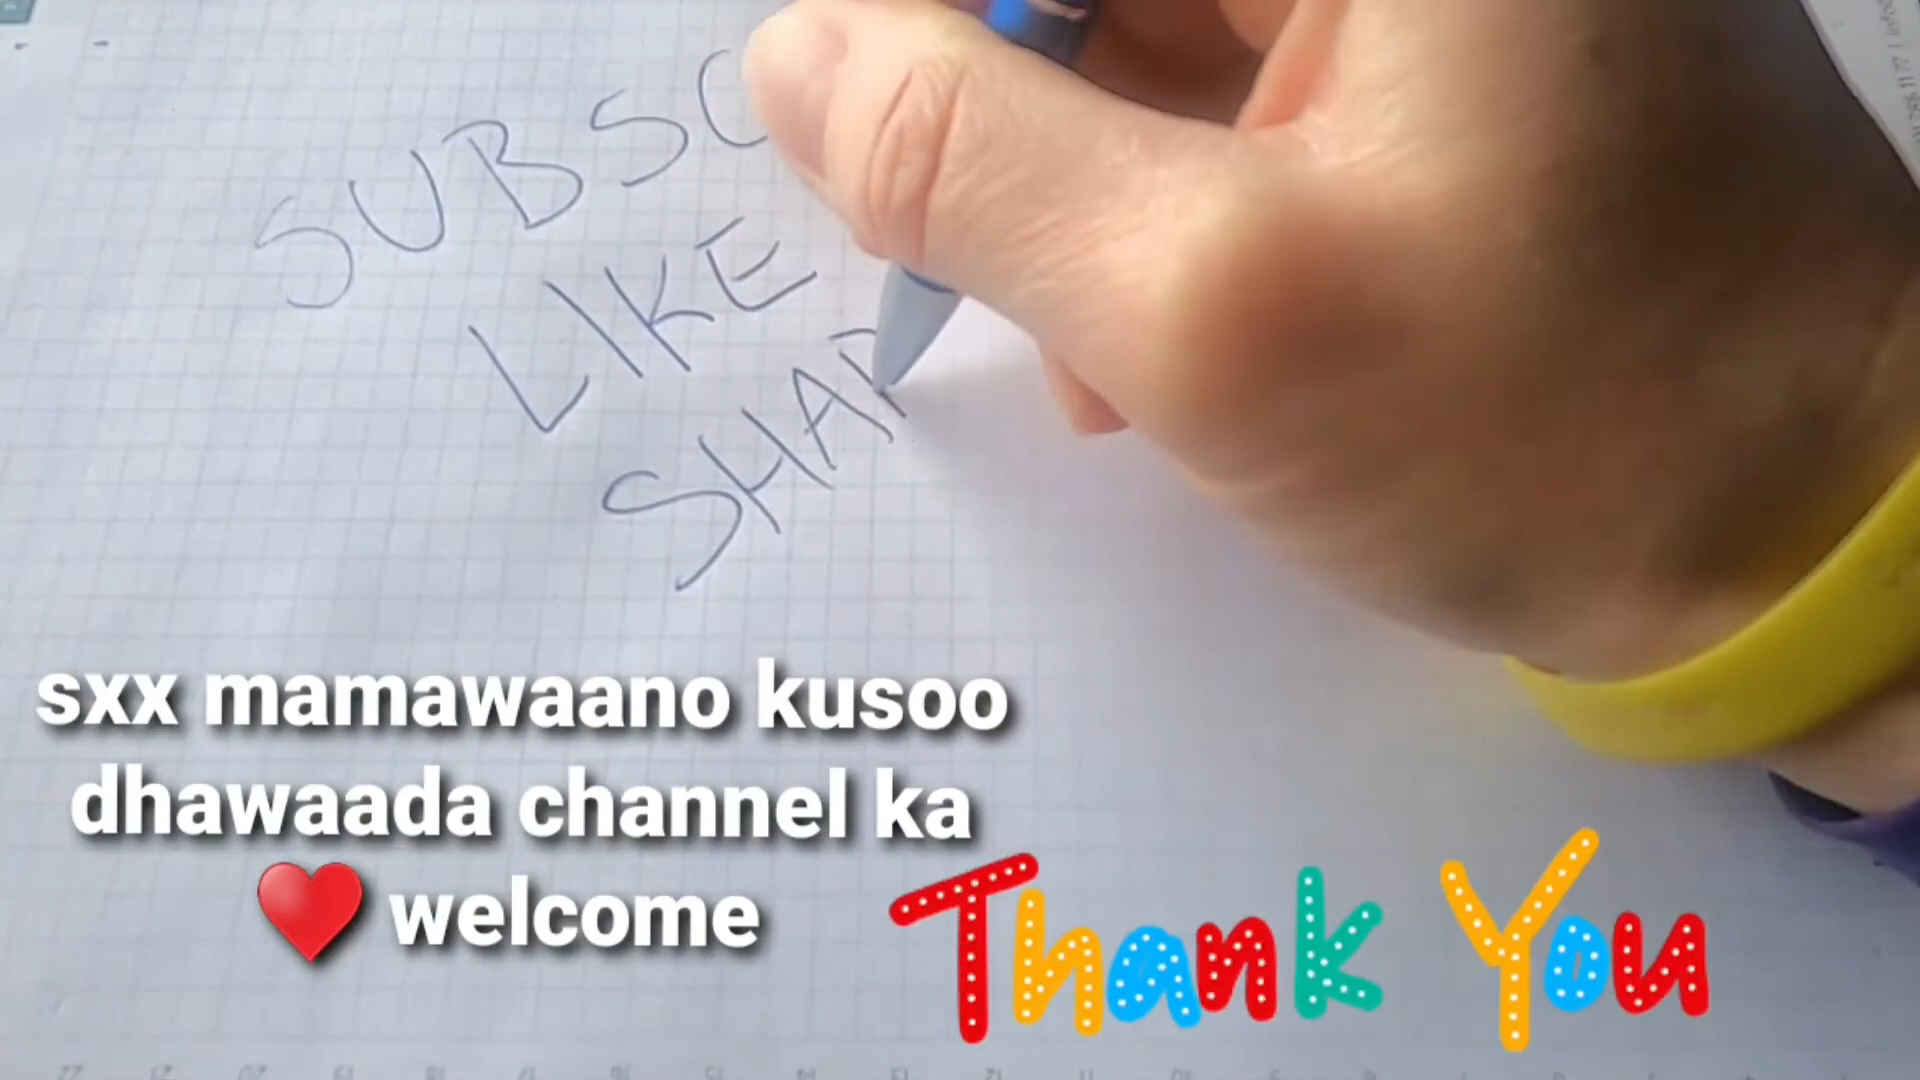 SUBSC
LIKE
SHAR
sxx mamawaano kusoo
dhawaada channel ka
♥️ welcome
Thank You